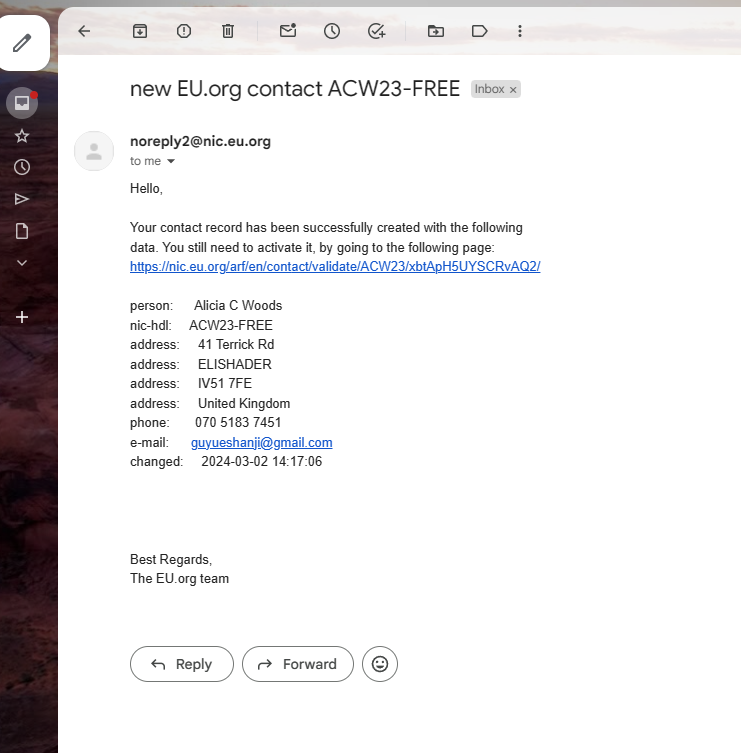 new EU.org contact ACW23-FREE Inbox ×
noreply2@nic.eu.org
to me
Hello,
Your contact record has been successfully created with the following
data. You still need to activate it, by going to the following page:
https://nic.eu.org/arf/en/contact/validate/ACW23/xbtApH5UYSCRvAQ2/
person: Alicia C Woods
nic-hdl: ACW23-FREE
address: 41 Terrick Rd
address: ELISHADER
address: IV51 7FE
address: United Kingdom
phone: 070 5183 7451
e-mail: guyueshanji@gmail.com
changed: 2024-03-02 14:17:06
Best Regards,
The EU.org team
Reply Forward